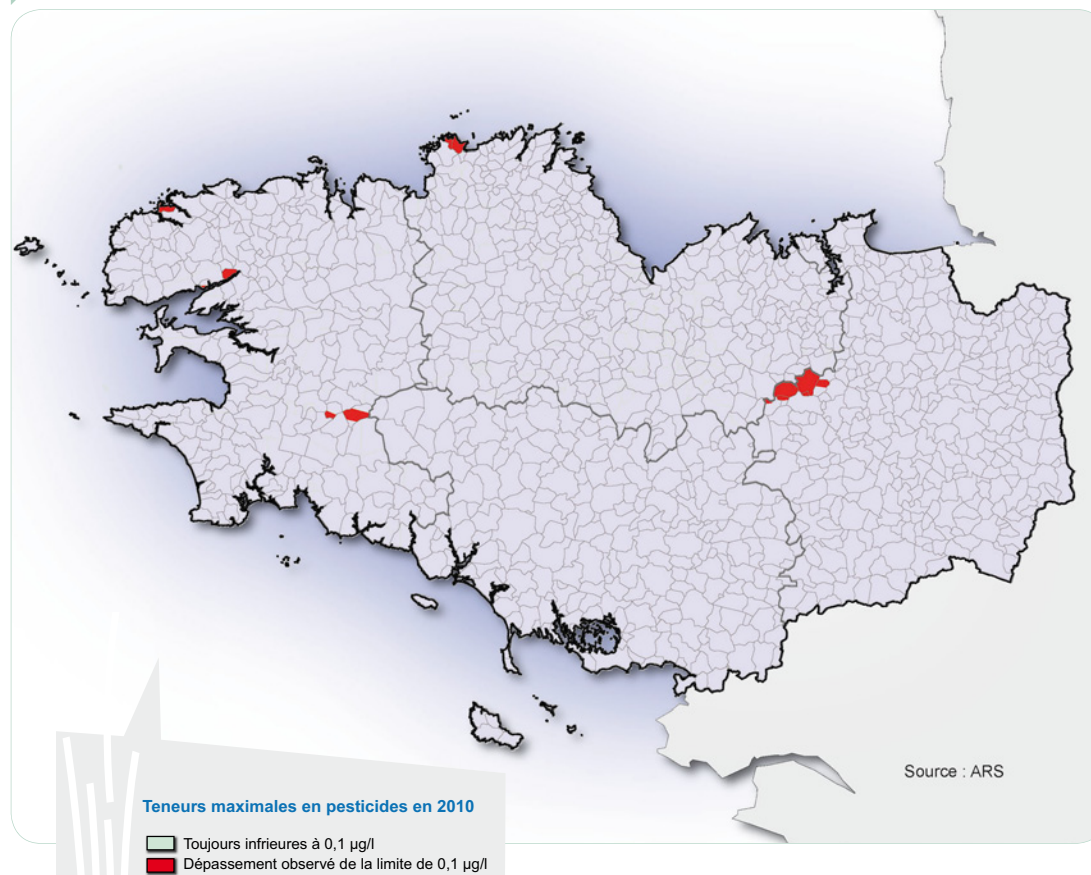 Source : ARS
Teneurs maximales en pesticides en 2010
Toujours infrieures à 0,1 µg/l
Dépassement observé de la limite de 0,1 µg/l